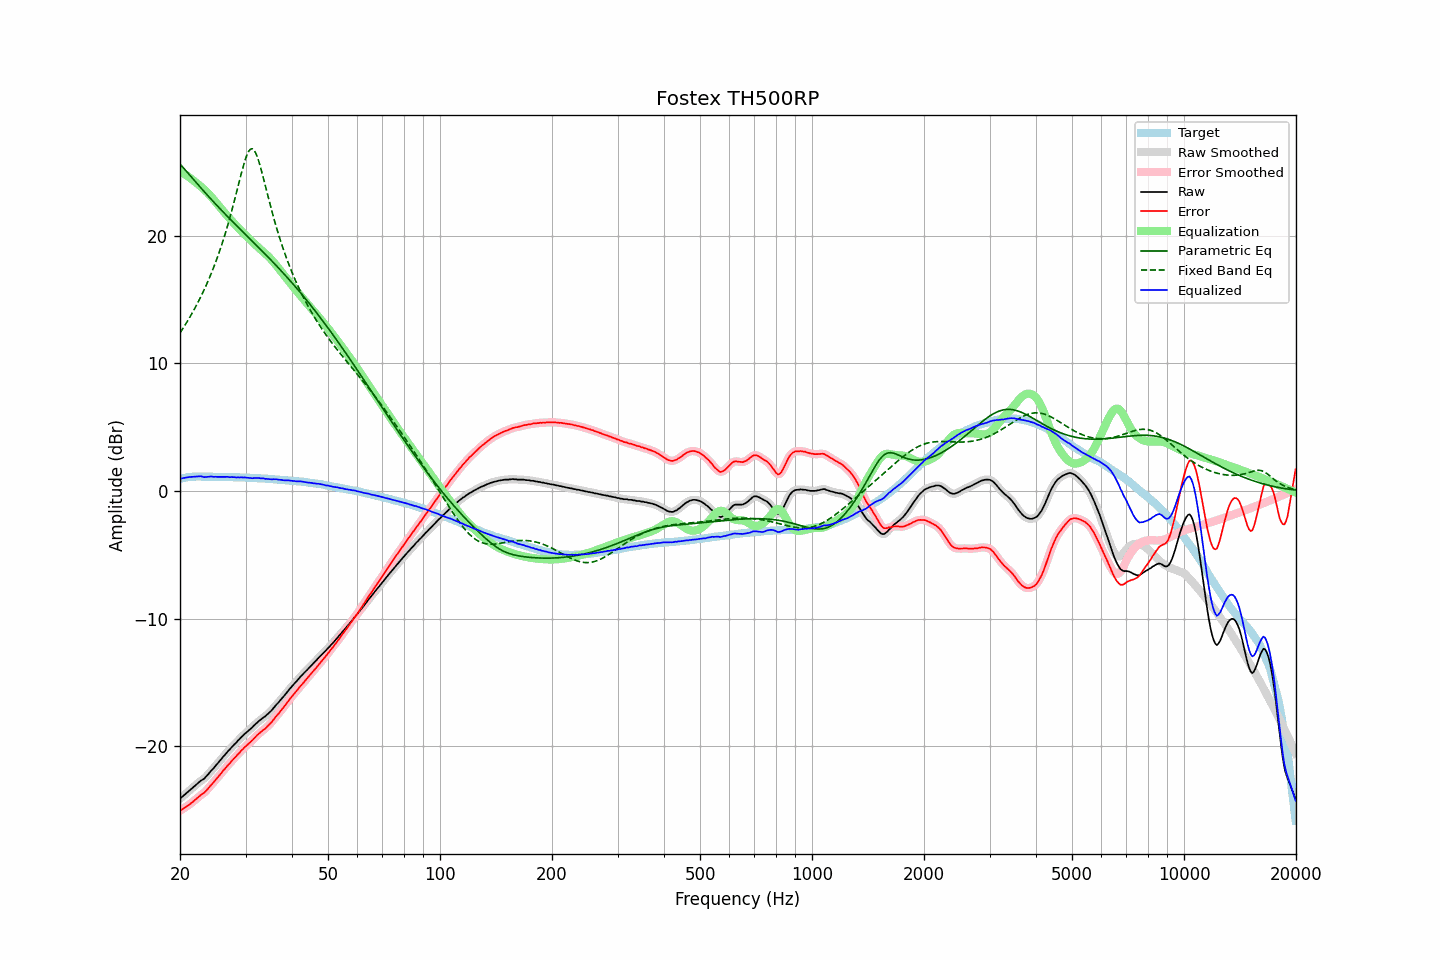 Fostex TH500RP
Target
Raw Smoothed
Error Smoothed
Raw
Error
Equalization
Parametric Eq
Fixed Band Eq
Equalized
20
10
0
−10
−20
Amplitude (dBr)
20
50
100
200
500
1000
2000
5000
10000
20000
Frequency (Hz)